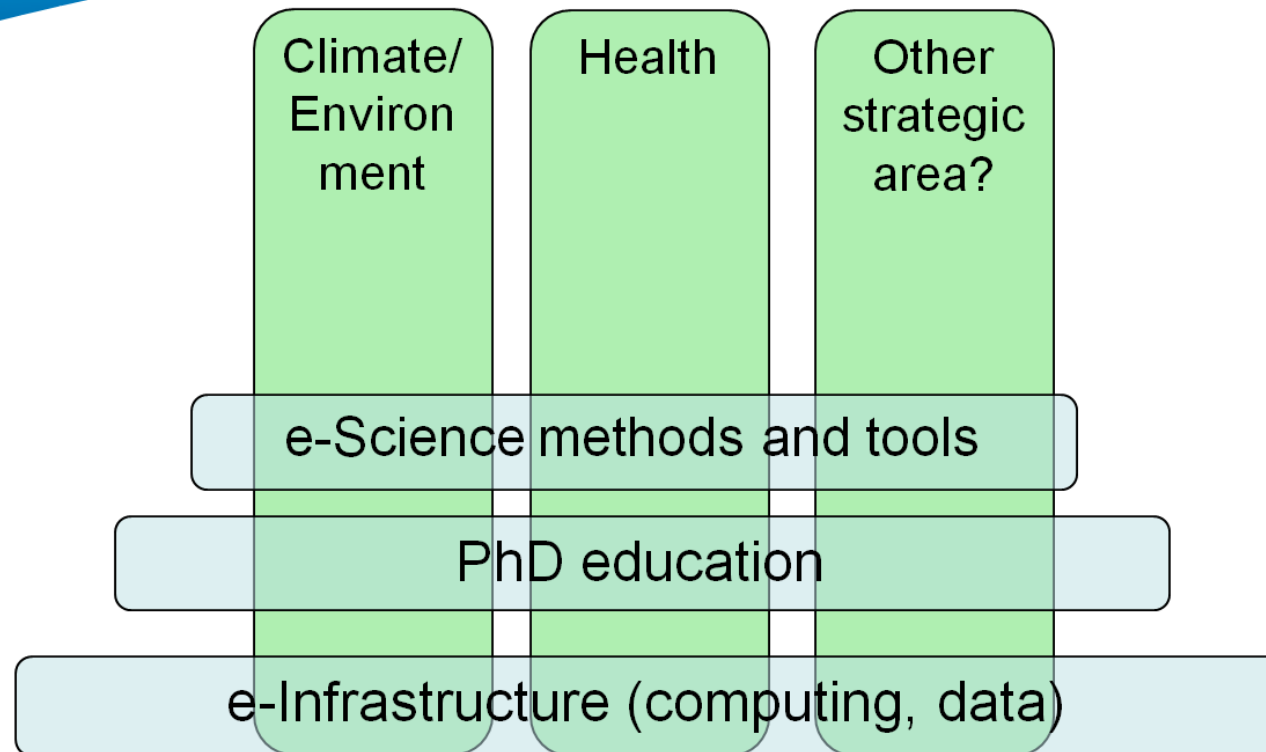 Climate/
Environ
ment
Health
Other
strategic
area?
e-Science methods and tools
PhD education
e-Infrastructure (computing, data)